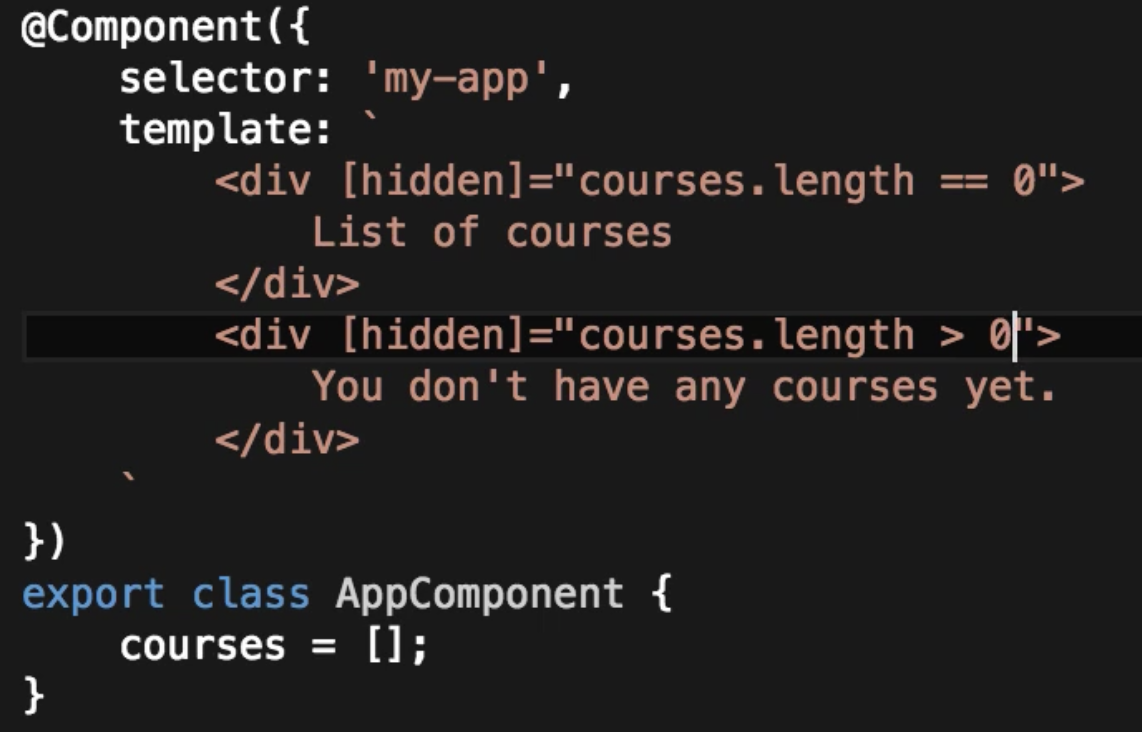 @Component({
    selector: 'my-app',
    template: `
        <div [hidden]="courses.length == 0">
            List of courses
        </div>
        <div [hidden]="courses.length > 0">
            You don't have any courses yet.
        </div>
    `
})
export class AppComponent {
    courses = [];
}